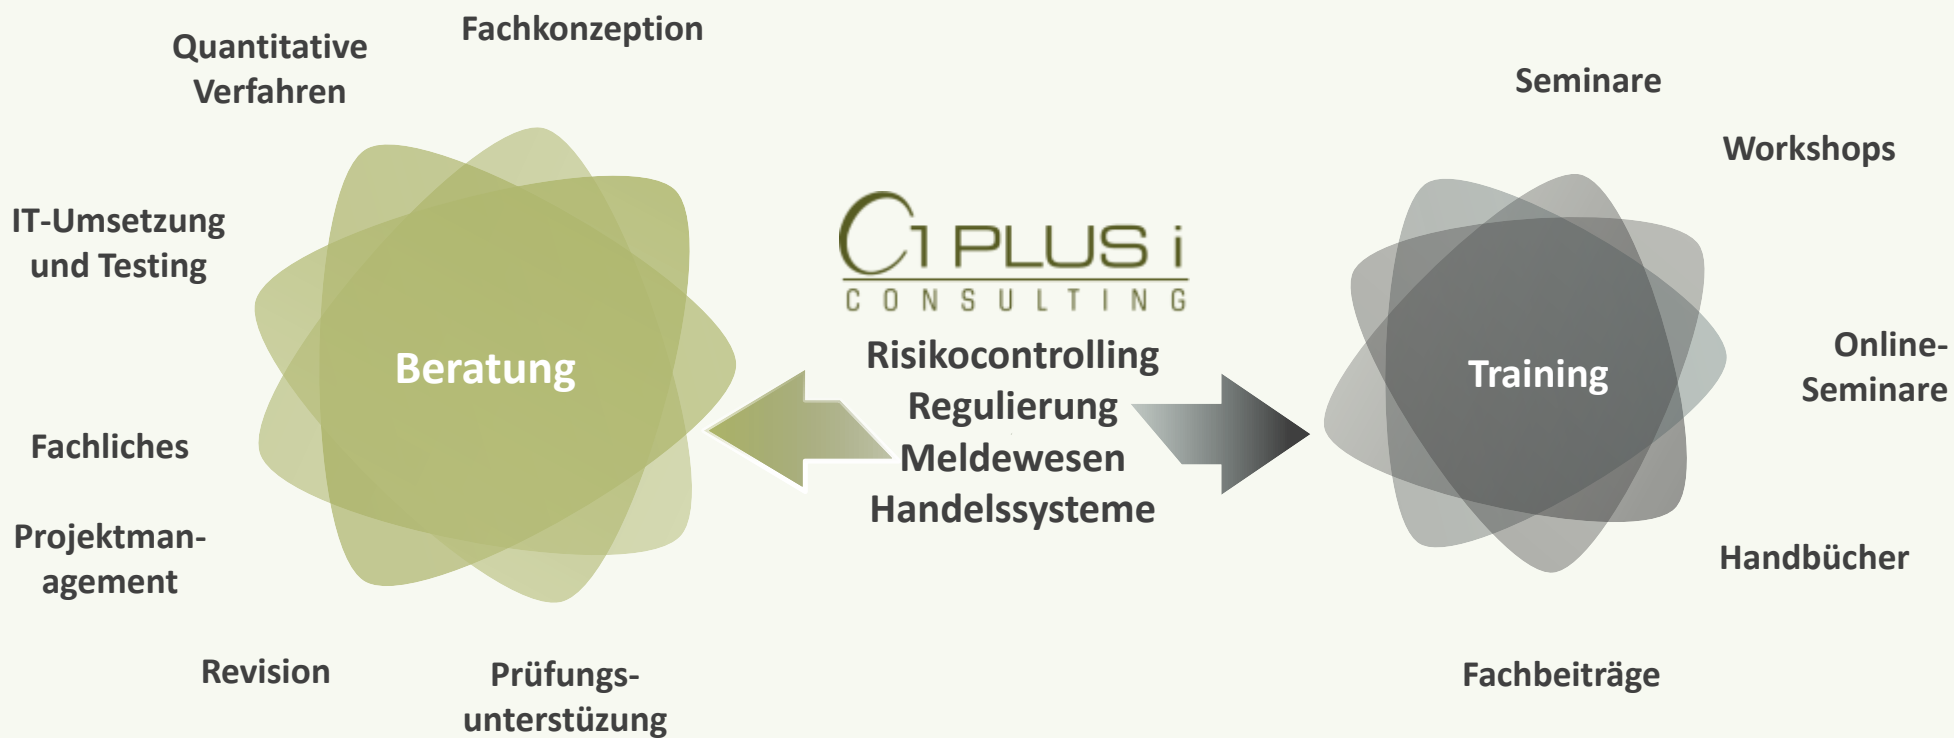 Fachkonzeption
Quantitative
Verfahren
IT-Umsetzung
und Testing
Fachliches
Projektman-
agement
Revision
Prüfungs-
unterstüzung
Beratung
1 PLUS i
CONSULTING
Risikocontrolling
Regulierung
Meldewesen
Handelssysteme
Training
Seminare
Workshops
Online-
Seminare
Handbücher
Fachbeiträge